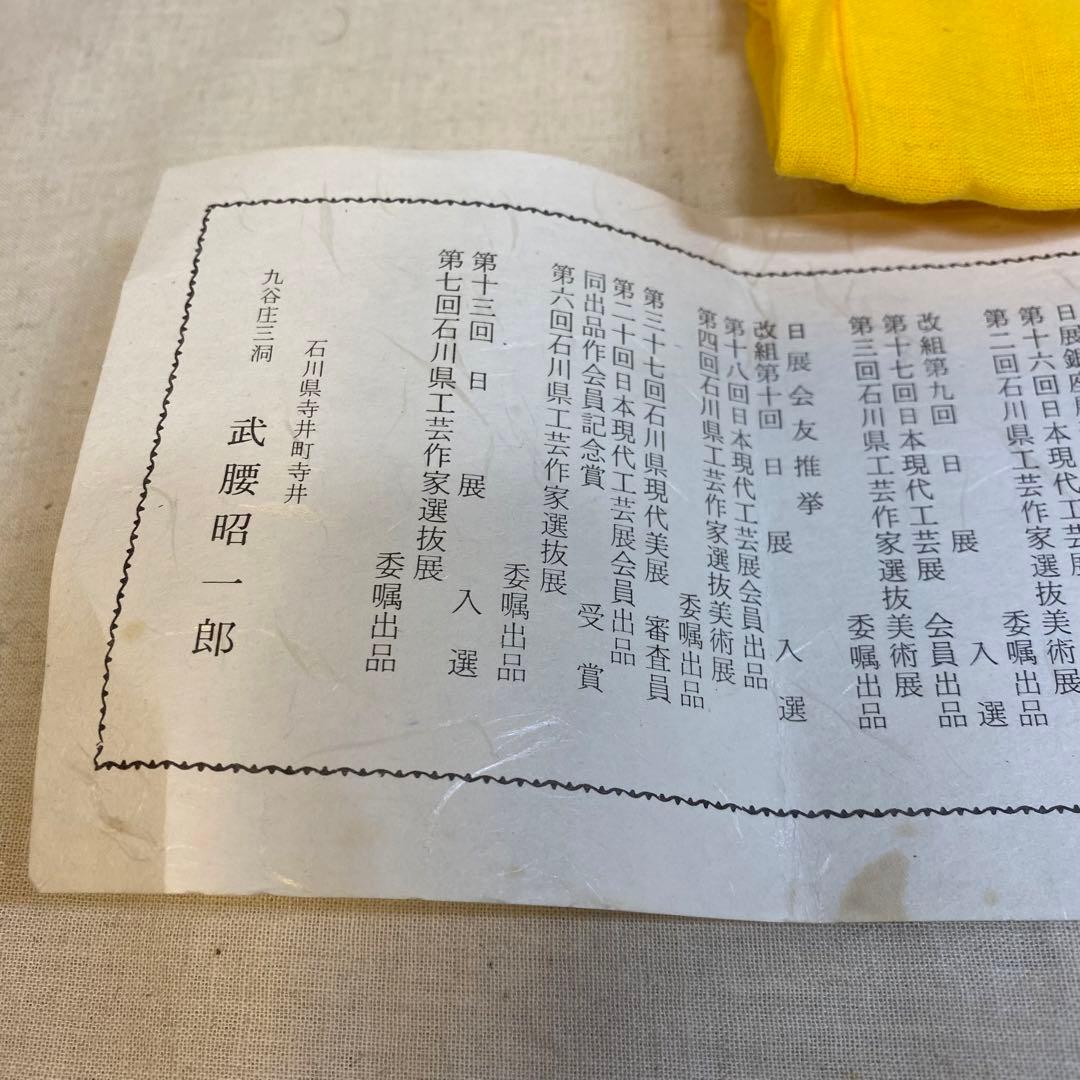 日展銀座
第十六回日本現代工芸美術展
第二回石川県工芸作家選抜美術展
委嘱出品
改組第九回 日 展 入 選
第十七回日本現代工芸展 会員出品
第三回石川県工芸作家選抜美術展
委嘱出品
日展会友推挙
改組第十回 日 展 入 選
第十八回日本現代工芸展会員出品
第四回石川県工芸作家選抜美術展
委嘱出品
第三十七回石川県現代美展 審査員
第二十回日本現代工芸展会員出品
同出品作会員記念賞 受 賞
第六回石川県工芸作家選抜展
委嘱出品
第十三回 日 展 入 選
第七回石川県工芸作家選抜展
委嘱出品
石川県寺井町寺井
九谷庄三洞 武腰昭一郎